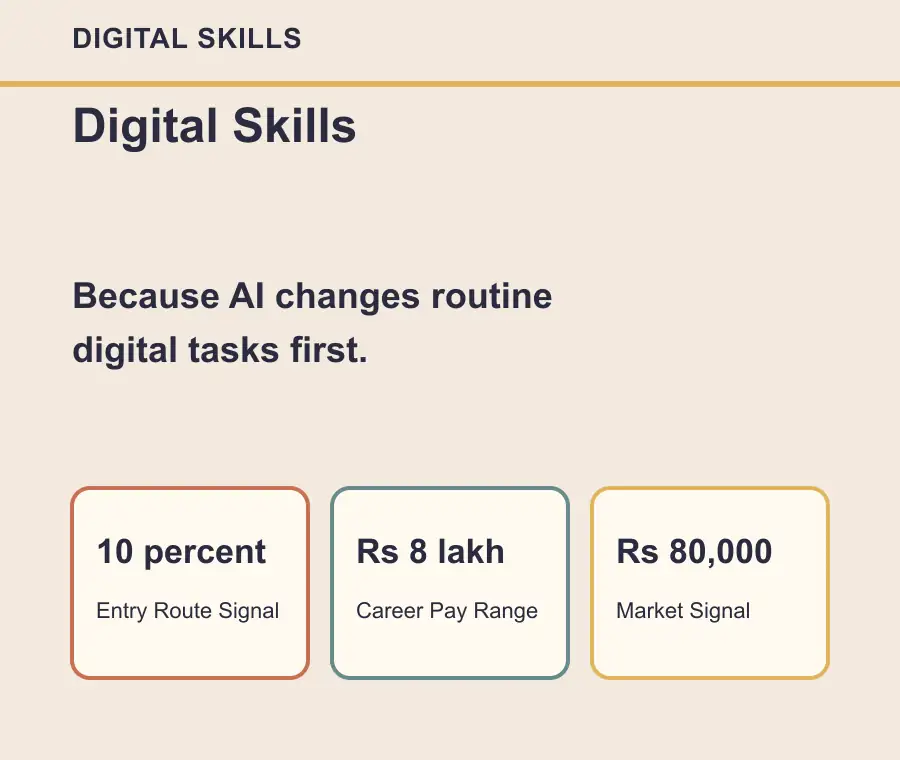 DIGITAL SKILLS
Digital Skills
Because AI changes routine
digital tasks first.
10 percent
Entry Route Signal
Rs 8 lakh
Career Pay Range
Rs 80,000
Market Signal